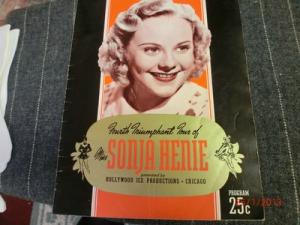 Fourth Triumphant Tour of
Miss SONJA HENIE
presented by
HOLLYWOOD ICE PRODUCTIONS • CHICAGO
PROGRAM
25c